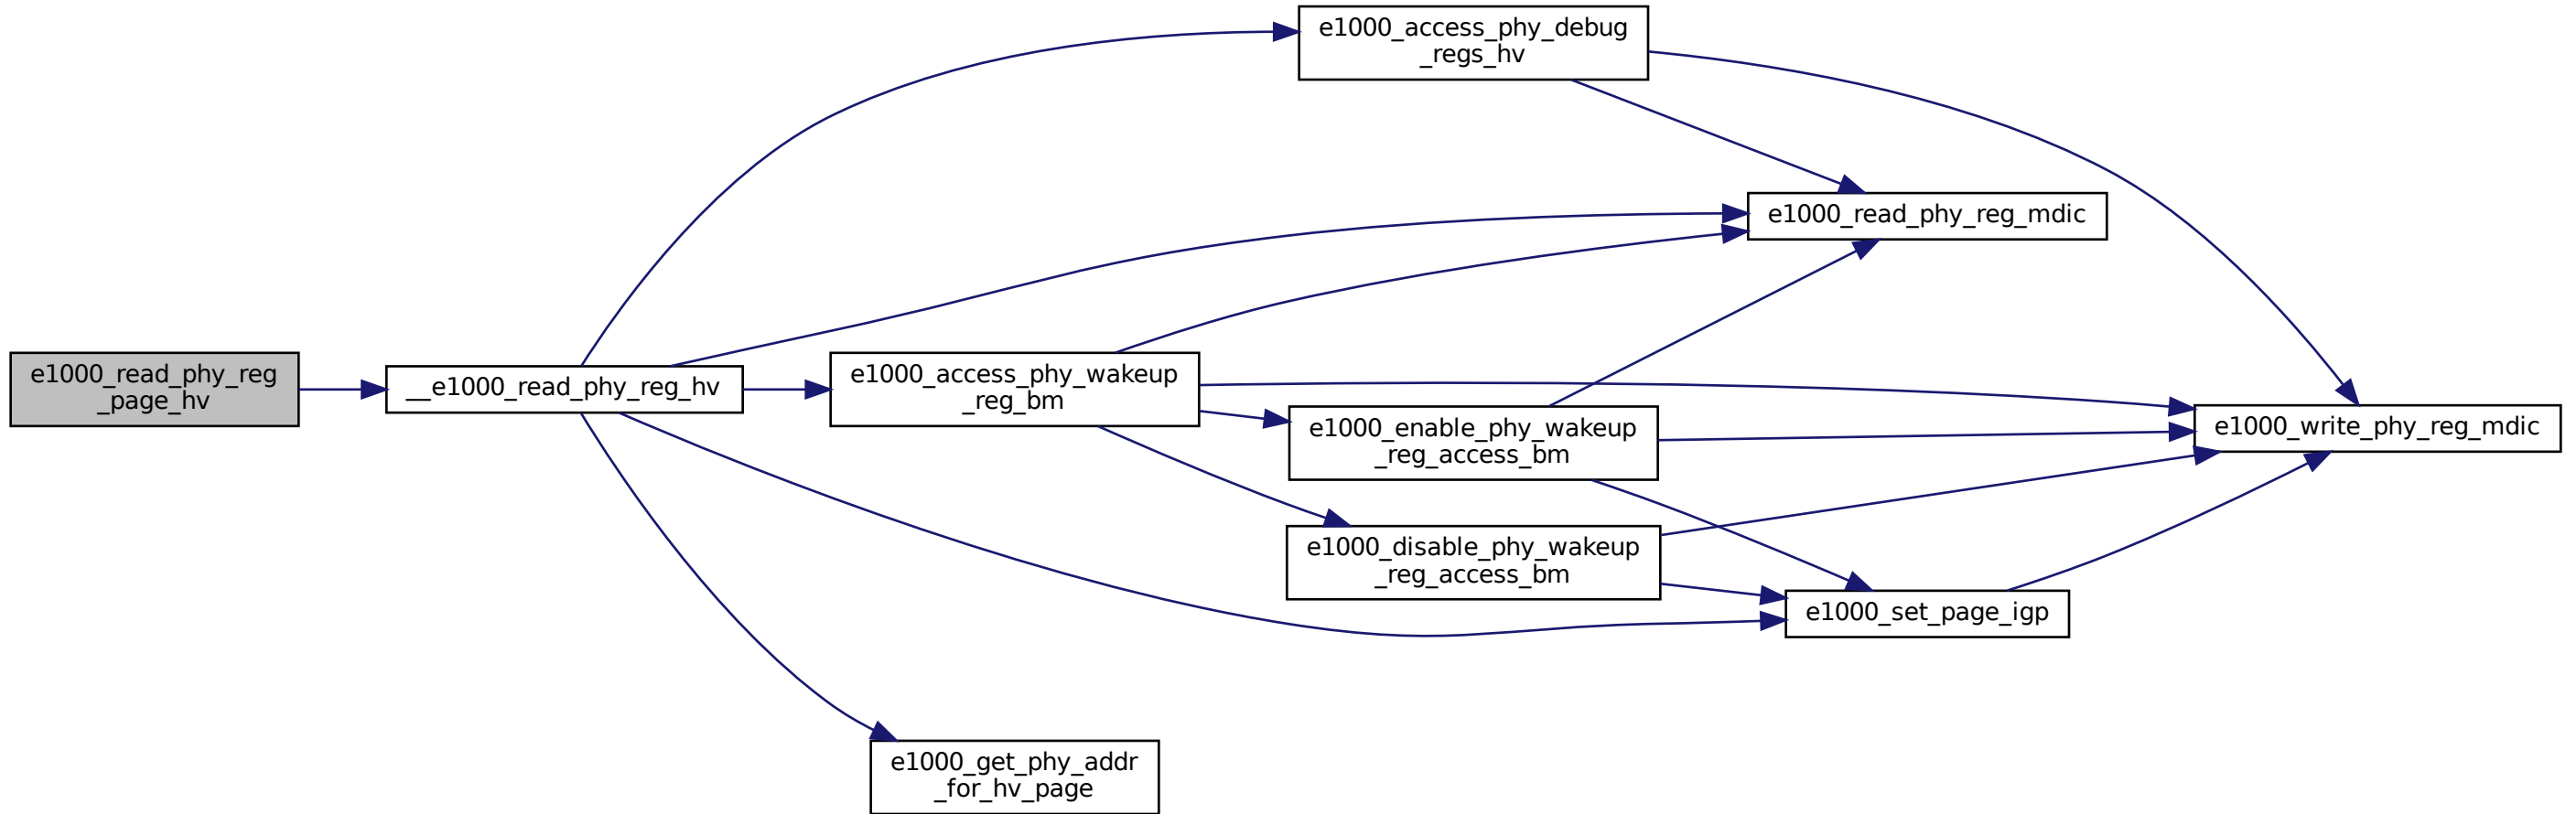 e1000_read_phy_reg
_page_hv
__e1000_read_phy_reg_hv
e1000_access_phy_debug
_regs_hv
e1000_read_phy_reg_mdic
e1000_access_phy_wakeup
_reg_bm
e1000_enable_phy_wakeup
_reg_access_bm
e1000_write_phy_reg_mdic
e1000_disable_phy_wakeup
_reg_access_bm
e1000_set_page_igp
e1000_get_phy_addr
_for_hv_page